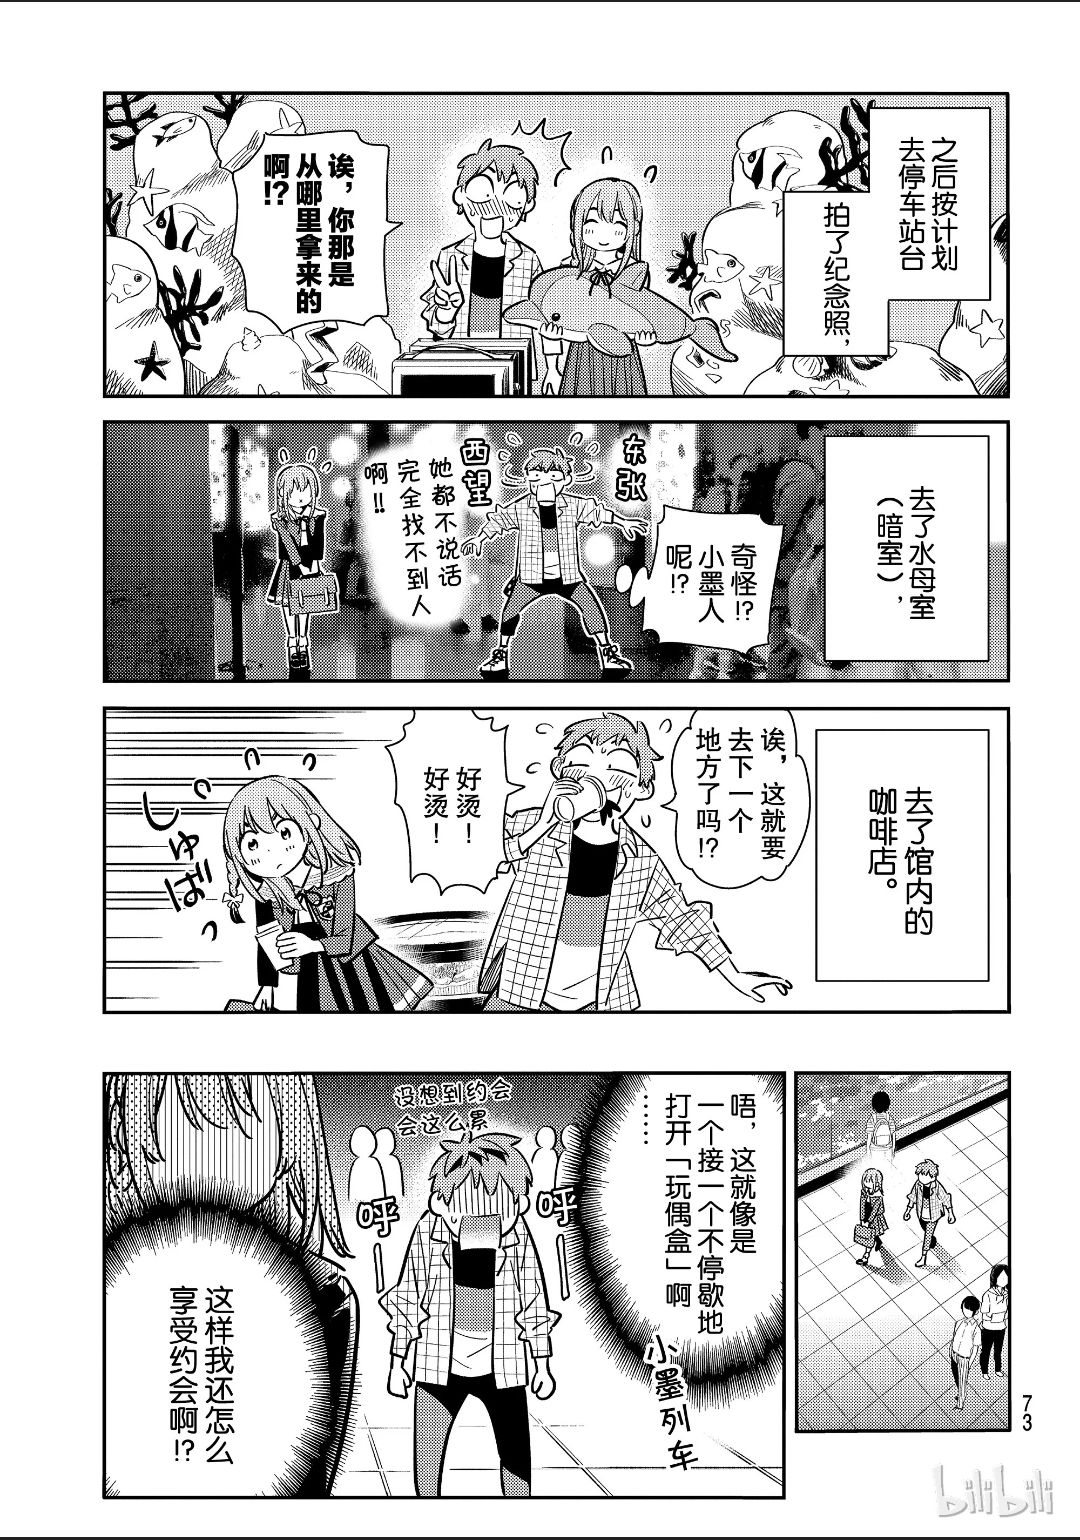 之后按计划
去停车站台
拍了纪念照，
诶，你那是
从哪里拿来的
啊!?
去了水母室
（暗室），
奇怪!?
小墨人
呢!?
东张
西望
她都不说话
完全找不到人
啊!!
去了馆内的
咖啡店。
诶，这就要
去下一个
地方了吗!?
好烫！
好烫！
しゅばっ
唔，这就像是
一个接一个不停歇地
打开「玩偶盒」啊
……
小墨列车
没想到约会
会这么累
呼—
呼—
这样我还怎么
享受约会啊!?
73
bilibili